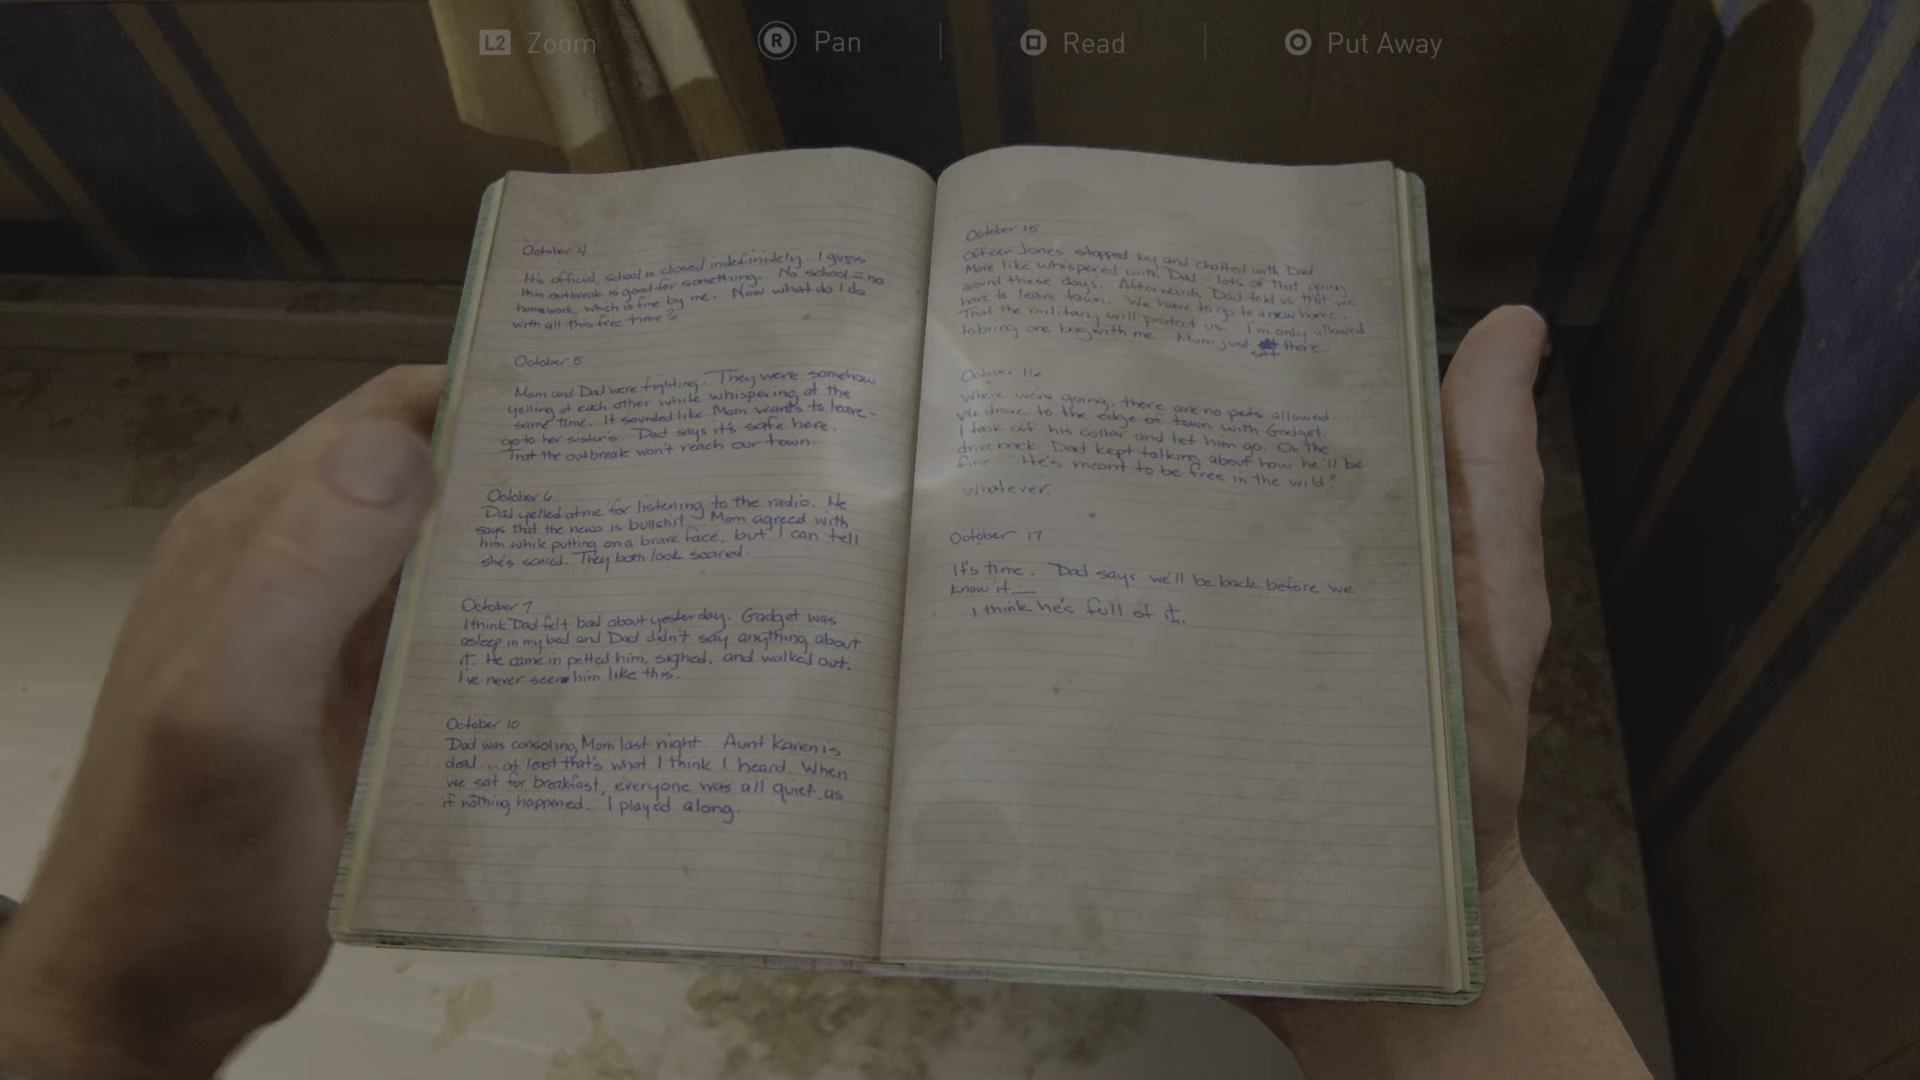 L2 Zoom
R Pan
Read
Put Away
October 4
It's official, school is closed indefinitely. I guess
this outbreak is good for something. No school = no
homework, which is fine by me. Now what do I do
with all this free time?
October 5
Mom and Dad were fighting. They were somehow
yelling at each other while whispering at the
same time. It sounded like Mom wants to leave -
go to her sister's. Dad says it's safe here.
That the outbreak won't reach our town.
October 6
Dad yelled at me for listening to the radio. He
says that the news is bullshit. Mom agreed with
him while putting on a brave face, but I can tell
she's scared. They both look scared.
October 7
I think Dad felt bad about yesterday. Gadget was
asleep in my bed and Dad didn't say anything about
it. He came in petted him, sighed, and walked out.
I've never seen him like this.
October 10
Dad was consoling Mom last night. Aunt Karen is
dead... at least that's what I think I heard. When
we sat for breakfast, everyone was all quiet, as
if nothing happened. I played along.
October 15
Officer Jones stopped by and chatted with Dad.
More like whispered with Dad - lots of that going
around these days. Afterwards, Dad told us that we
have to leave town. We have to go to a new home.
That the military will protect us. I'm only allowed
to bring one bag with me. Mom just sat there.
October 16
Where we're going, there are no pets allowed.
We drove to the edge of town with Gadget.
I took off his collar and let him go. On the
drive back Dad kept talking about how he'll be
fine. "He's meant to be free in the wild."
Whatever.
October 17
It's time. Dad says we'll be back before we
know it__
I think he's full of it.